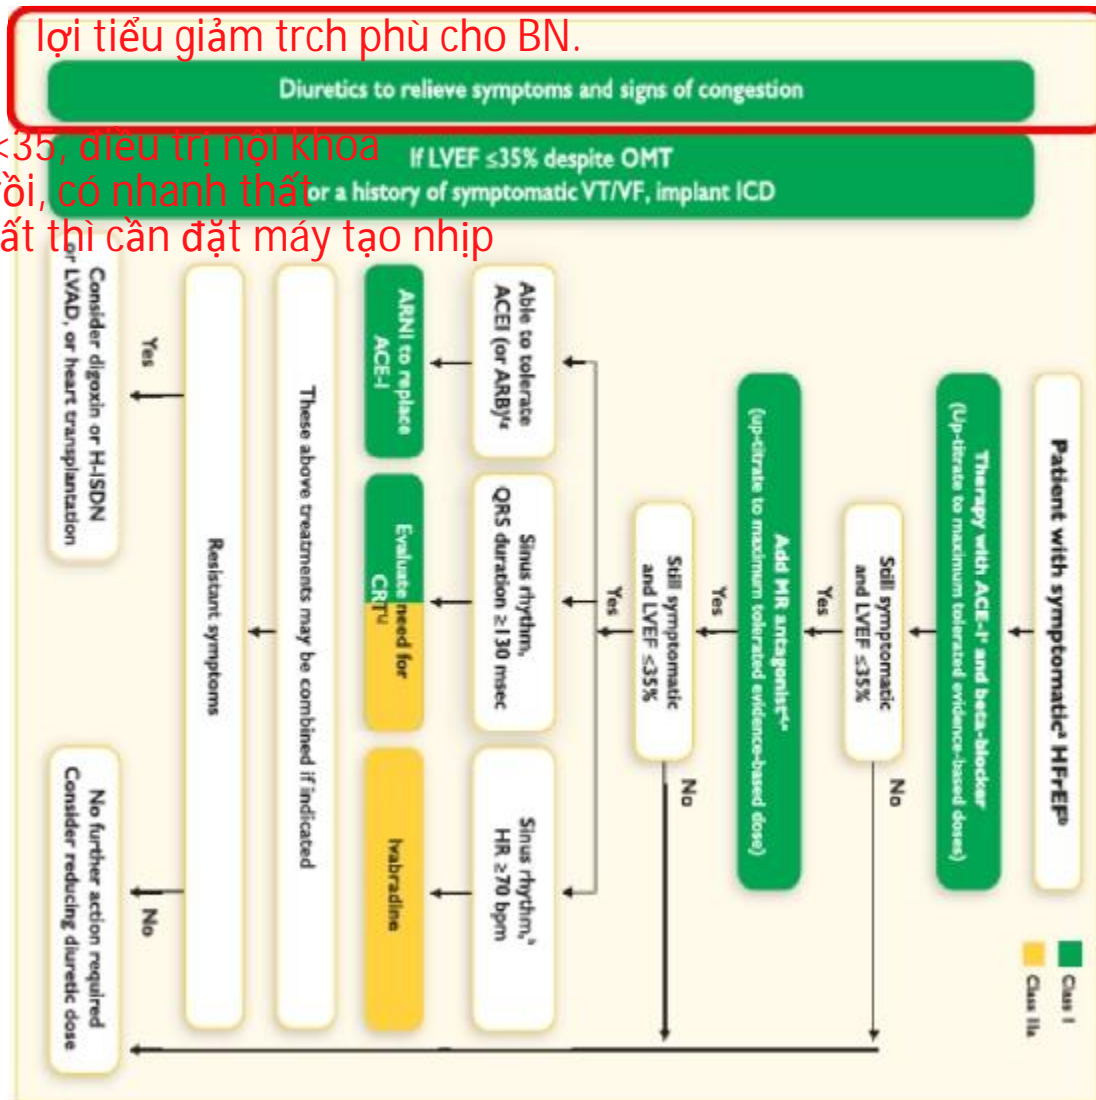 lợi tiểu giảm trch phù cho BN.
Diuretics to relieve symptoms and signs of congestion
<35, điều trị nội khoa
rồi, có nhanh thất
ất thì cần đặt máy tạo nhịp
If LVEF ≤35% despite OMT
or a history of symptomatic VT/VF, implant ICD
Patient with symptomaticᵃ HFrEFᵇ
Class I
Class IIa
Therapy with ACE-Iᶜ and beta-blocker
(Up-titrate to maximum tolerated evidence-based doses)
Still symptomatic
and LVEF ≤35%
No
Yes
Add MR antagonistᵈ,ᵉ
(up-titrate to maximum tolerated evidence-based dose)
Yes
Still symptomatic
and LVEF ≤35%
No
Yes
Able to tolerate
ACEI (or ARB)ᶠ,ᵍ
Sinus rhythm,
QRS duration ≥130 msec
Sinus rhythm,ʰ
HR ≥70 bpm
ARNI to replace
ACE-I
Evaluate need for
CRTⁱ,ʲ
Ivabradine
These above treatments may be combined if indicated
Resistant symptoms
Yes
No
Consider digoxin or H-ISDN
or LVAD, or heart transplantation
No further action required
Consider reducing diuretic dose